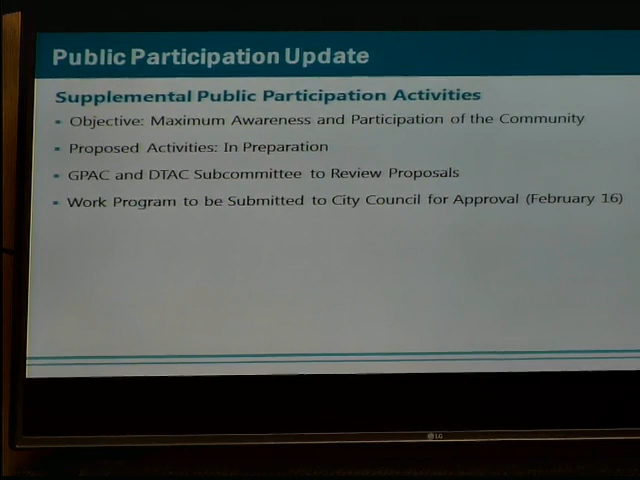 Public Participation Update
Supplemental Public Participation Activities
▪ Objective: Maximum Awareness and Participation of the Community
▪ Proposed Activities: In Preparation
▪ GPAC and DTAC Subcommittee to Review Proposals
▪ Work Program to be Submitted to City Council for Approval (February 16)
LG